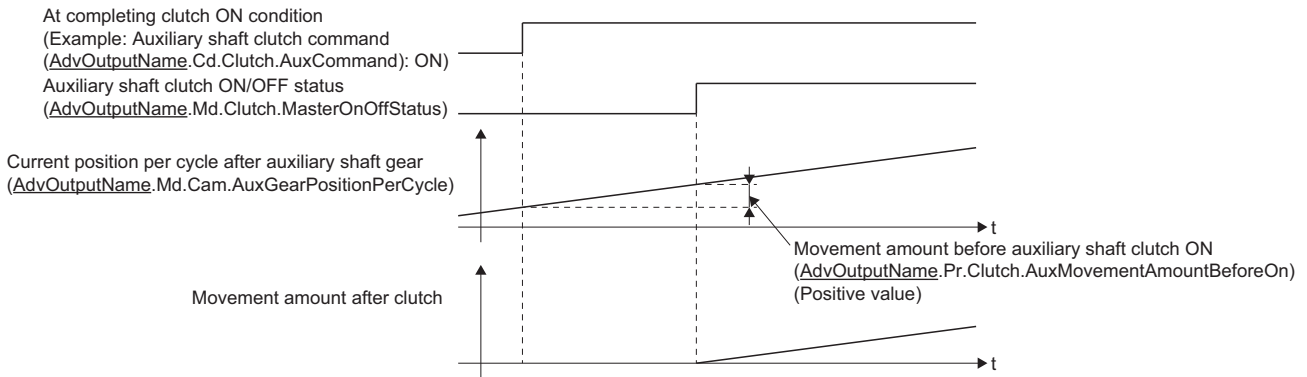 At completing clutch ON condition
(Example: Auxiliary shaft clutch command
(AdvOutputName.Cd.Clutch.AuxCommand): ON)
Auxiliary shaft clutch ON/OFF status
(AdvOutputName.Md.Clutch.MasterOnOffStatus)
Current position per cycle after auxiliary shaft gear
(AdvOutputName.Md.Cam.AuxGearPositionPerCycle)
t
Movement amount before auxiliary shaft clutch ON
(AdvOutputName.Pr.Clutch.AuxMovementAmountBeforeOn)
(Positive value)
Movement amount after clutch
t